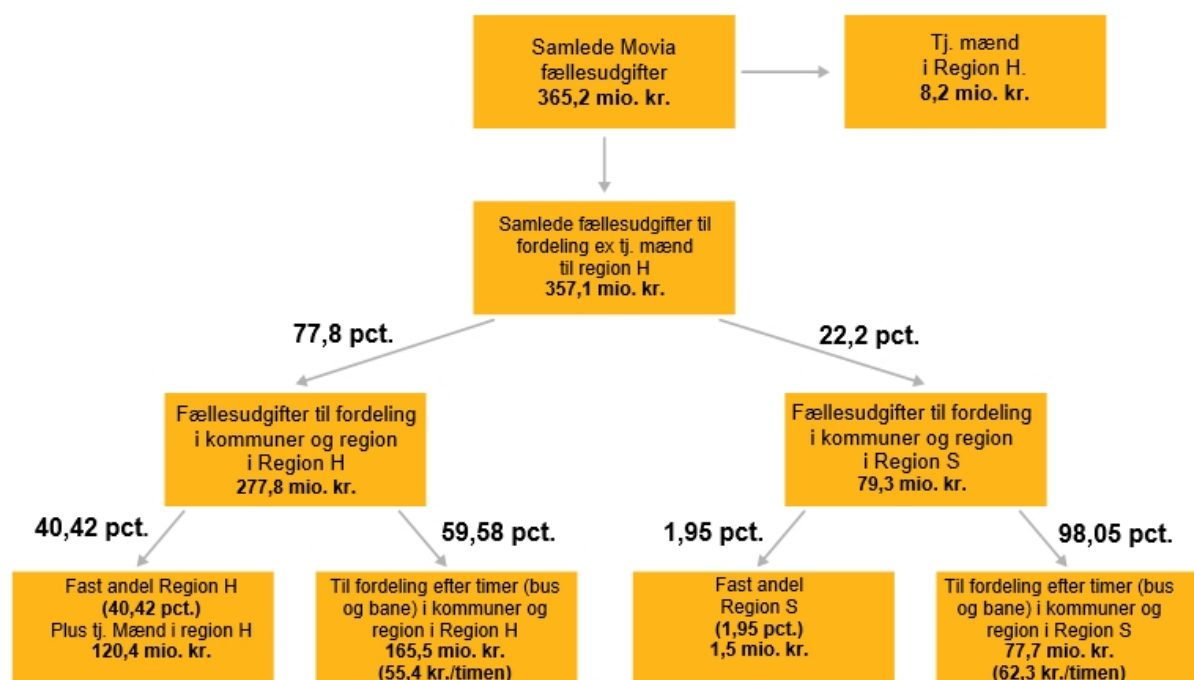 Samlede Movia
fællesudgifter
365,2 mio. kr.
Tj. mænd
i Region H.
8,2 mio. kr.
Samlede fællesudgifter til
fordeling ex tj. mænd
til region H
357,1 mio. kr.
77,8 pct.
22,2 pct.
Fællesudgifter til fordeling
i kommuner og region
i Region H
277,8 mio. kr.
Fællesudgifter til fordeling
i kommuner og region
i Region S
79,3 mio. kr.
40,42 pct.
59,58 pct.
1,95 pct.
98,05 pct.
Fast andel Region H
(40,42 pct.)
Plus tj. Mænd i region H
120,4 mio. kr.
Til fordeling efter timer (bus
og bane) i kommuner og
region i Region H
165,5 mio. kr.
(55,4 kr./timen)
Fast andel
Region S
(1,95 pct.)
1,5 mio. kr.
Til fordeling efter timer (bus
og bane) i kommuner og
region i Region S
77,7 mio. kr.
(62,3 kr./timen)